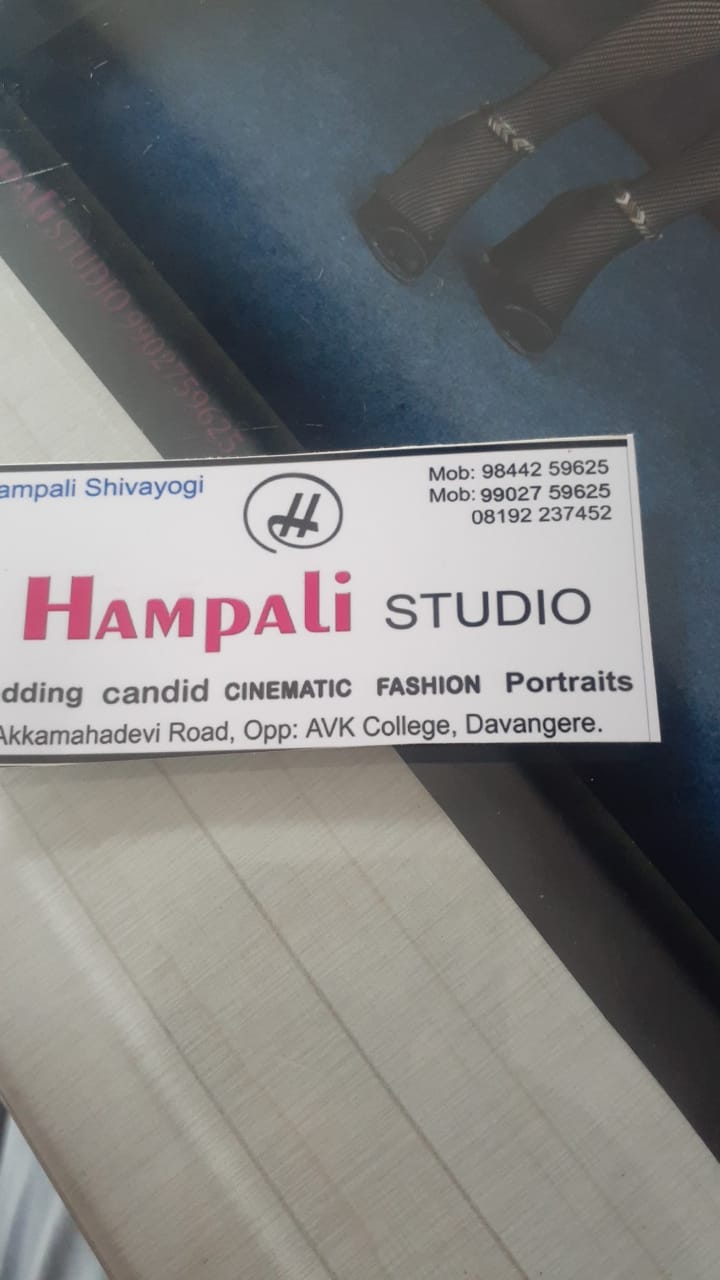 STUDIO 9902759625
ampali Shivayogi
H
Mob: 98442 59625
Mob: 99027 59625
08192 237452
HAMPALi STUDIO
dding candid CINEMATIC FASHION Portraits
Akkamahadevi Road, Opp: AVK College, Davangere.